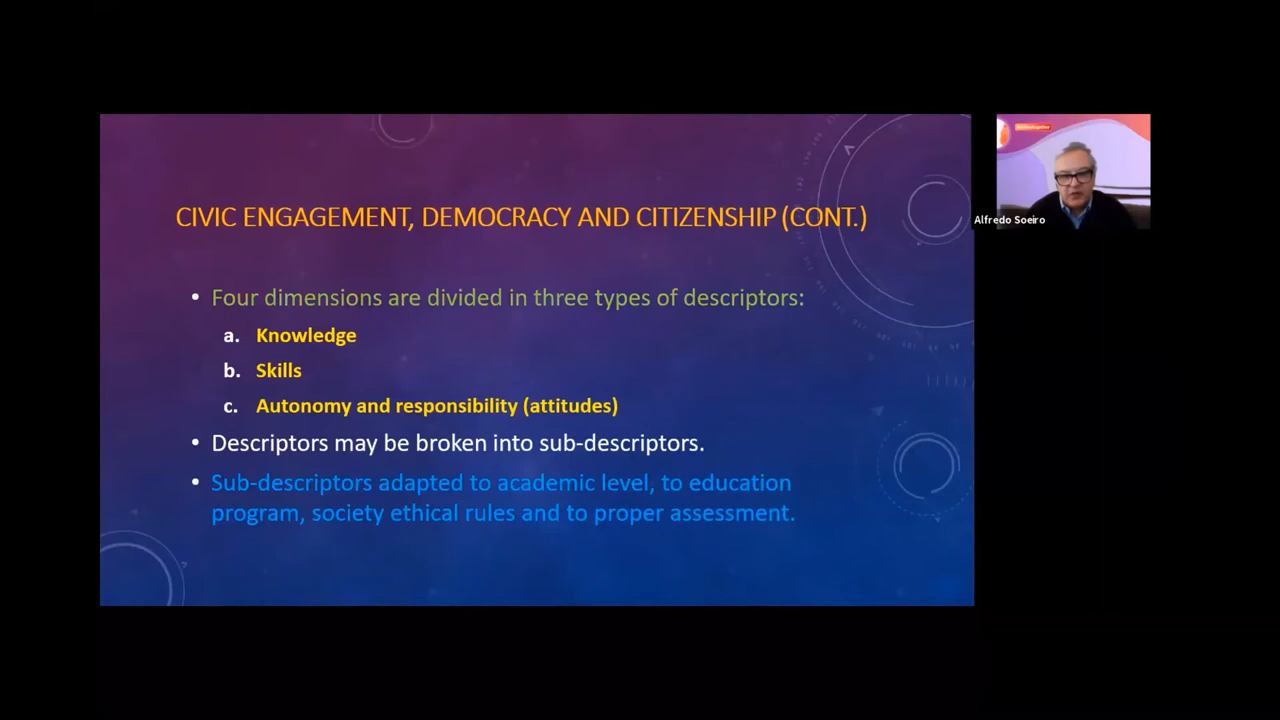 CIVIC ENGAGEMENT, DEMOCRACY AND CITIZENSHIP (CONT.)
• Four dimensions are divided in three types of descriptors:
a. Knowledge
b. Skills
c. Autonomy and responsibility (attitudes)
• Descriptors may be broken into sub-descriptors.
• Sub-descriptors adapted to academic level, to education
program, society ethical rules and to proper assessment.
Alfredo Soeiro